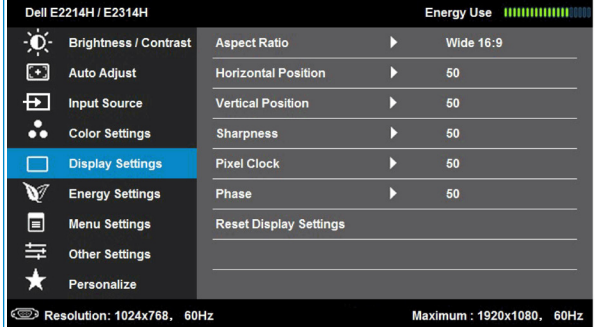 Dell E2214H / E2314H Energy Use
Brightness / Contrast Aspect Ratio Wide 16:9
Auto Adjust Horizontal Position 50
Input Source Vertical Position 50
Color Settings Sharpness 50
Display Settings Pixel Clock 50
Energy Settings Phase 50
Menu Settings Reset Display Settings
Other Settings
Personalize
Resolution: 1024x768, 60Hz Maximum : 1920x1080, 60Hz